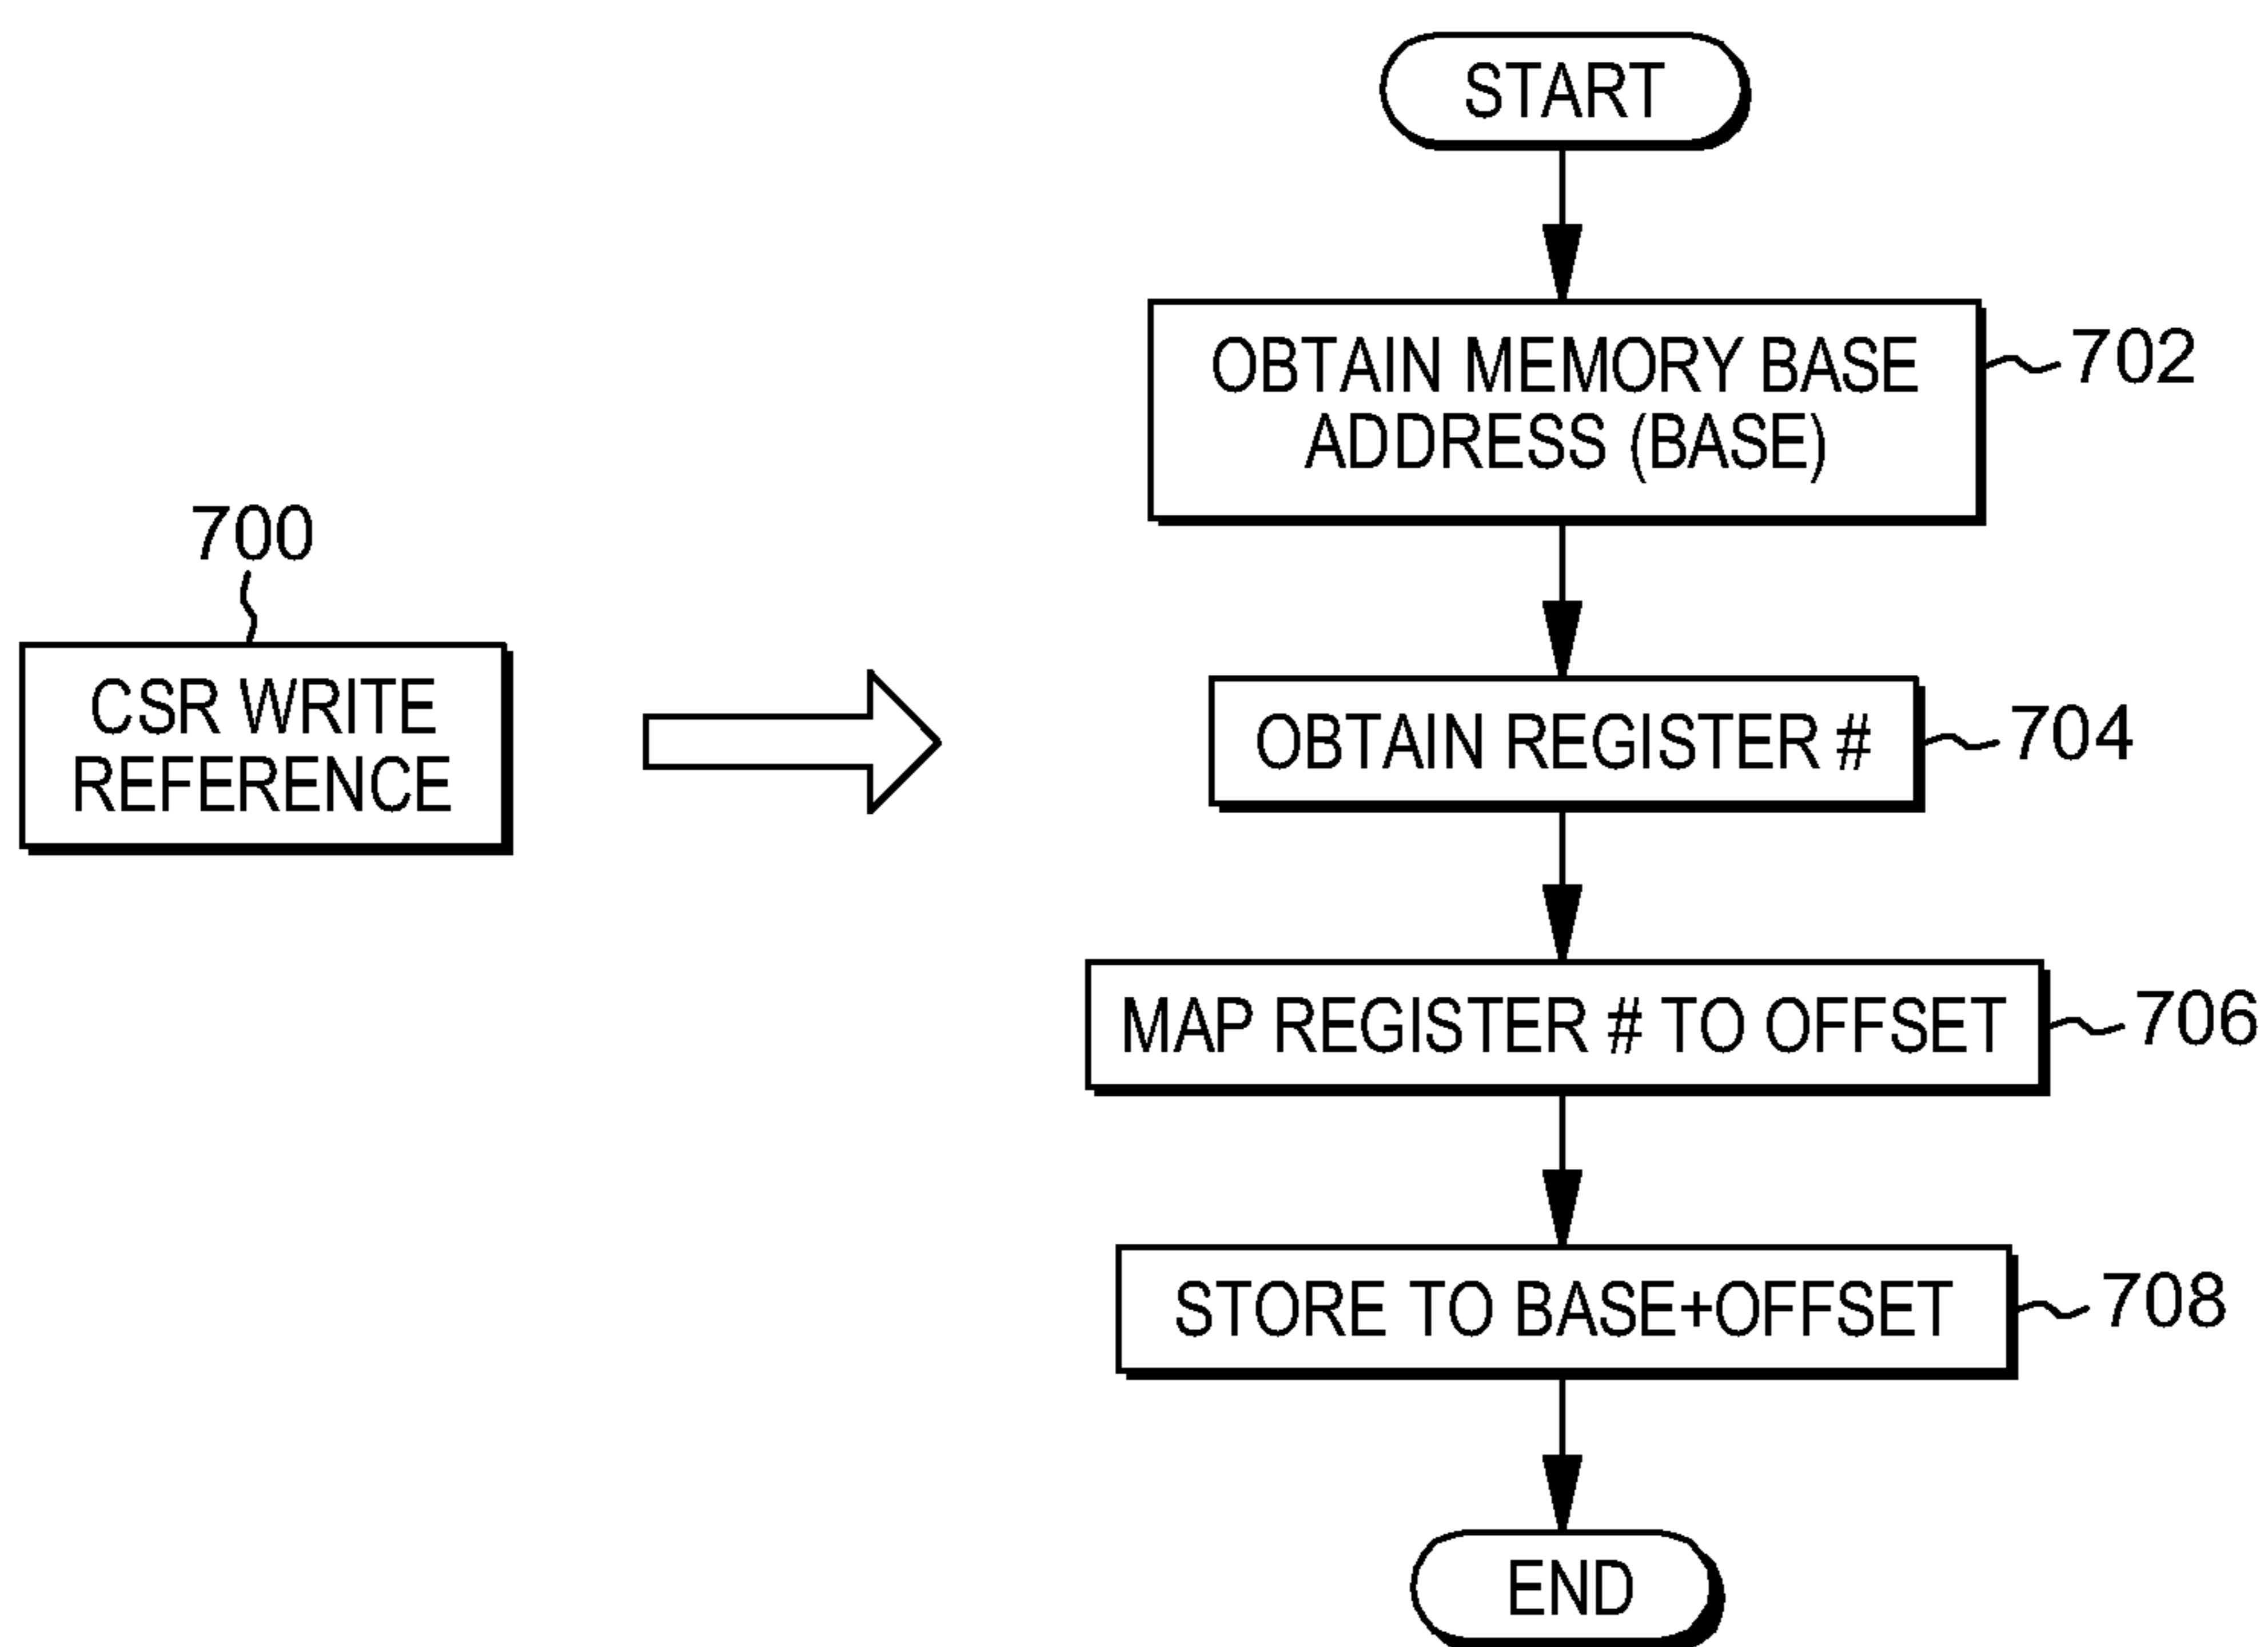 START
OBTAIN MEMORY BASE
ADDRESS (BASE)
702
700
CSR WRITE
REFERENCE
OBTAIN REGISTER #
704
MAP REGISTER # TO OFFSET
706
STORE TO BASE+OFFSET
708
END